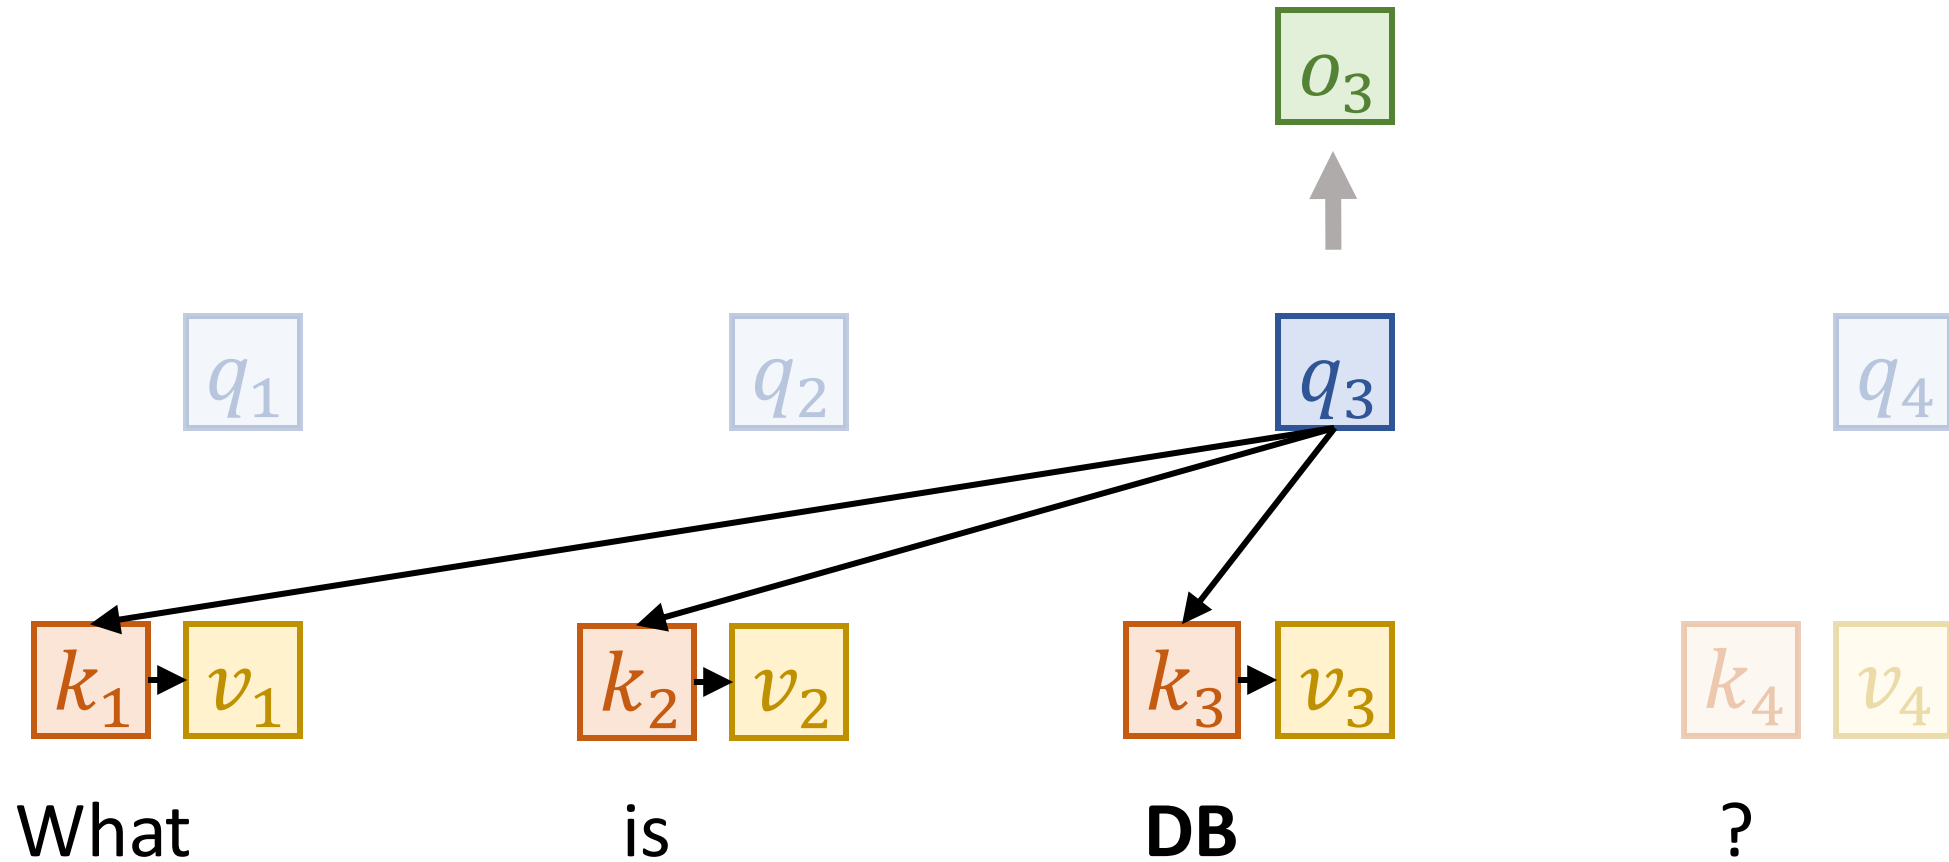 o₃
q₁ q₂ q₃ q₄
k₁ v₁ k₂ v₂ k₃ v₃ k₄ v₄
What is DB ?